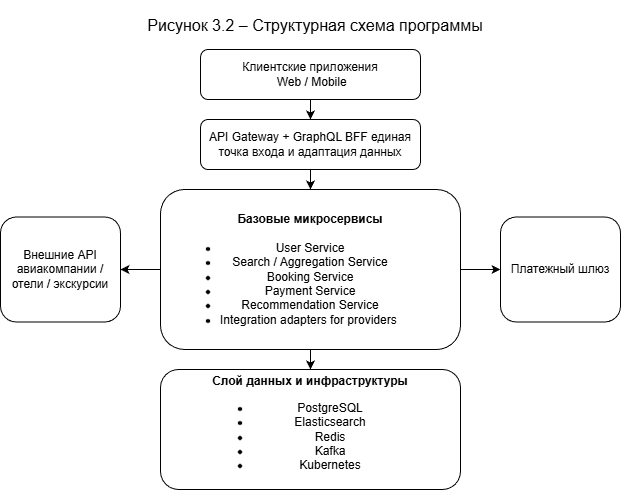 Рисунок 3.2 – Структурная схема программы
Клиентские приложения
Web / Mobile
API Gateway + GraphQL BFF единая
точка входа и адаптация данных
Базовые микросервисы
• User Service
• Search / Aggregation Service
• Booking Service
• Payment Service
• Recommendation Service
• Integration adapters for providers
Внешние API
авиакомпании /
отели / экскурсии
Платежный шлюз
Слой данных и инфраструктуры
• PostgreSQL
• Elasticsearch
• Redis
• Kafka
• Kubernetes